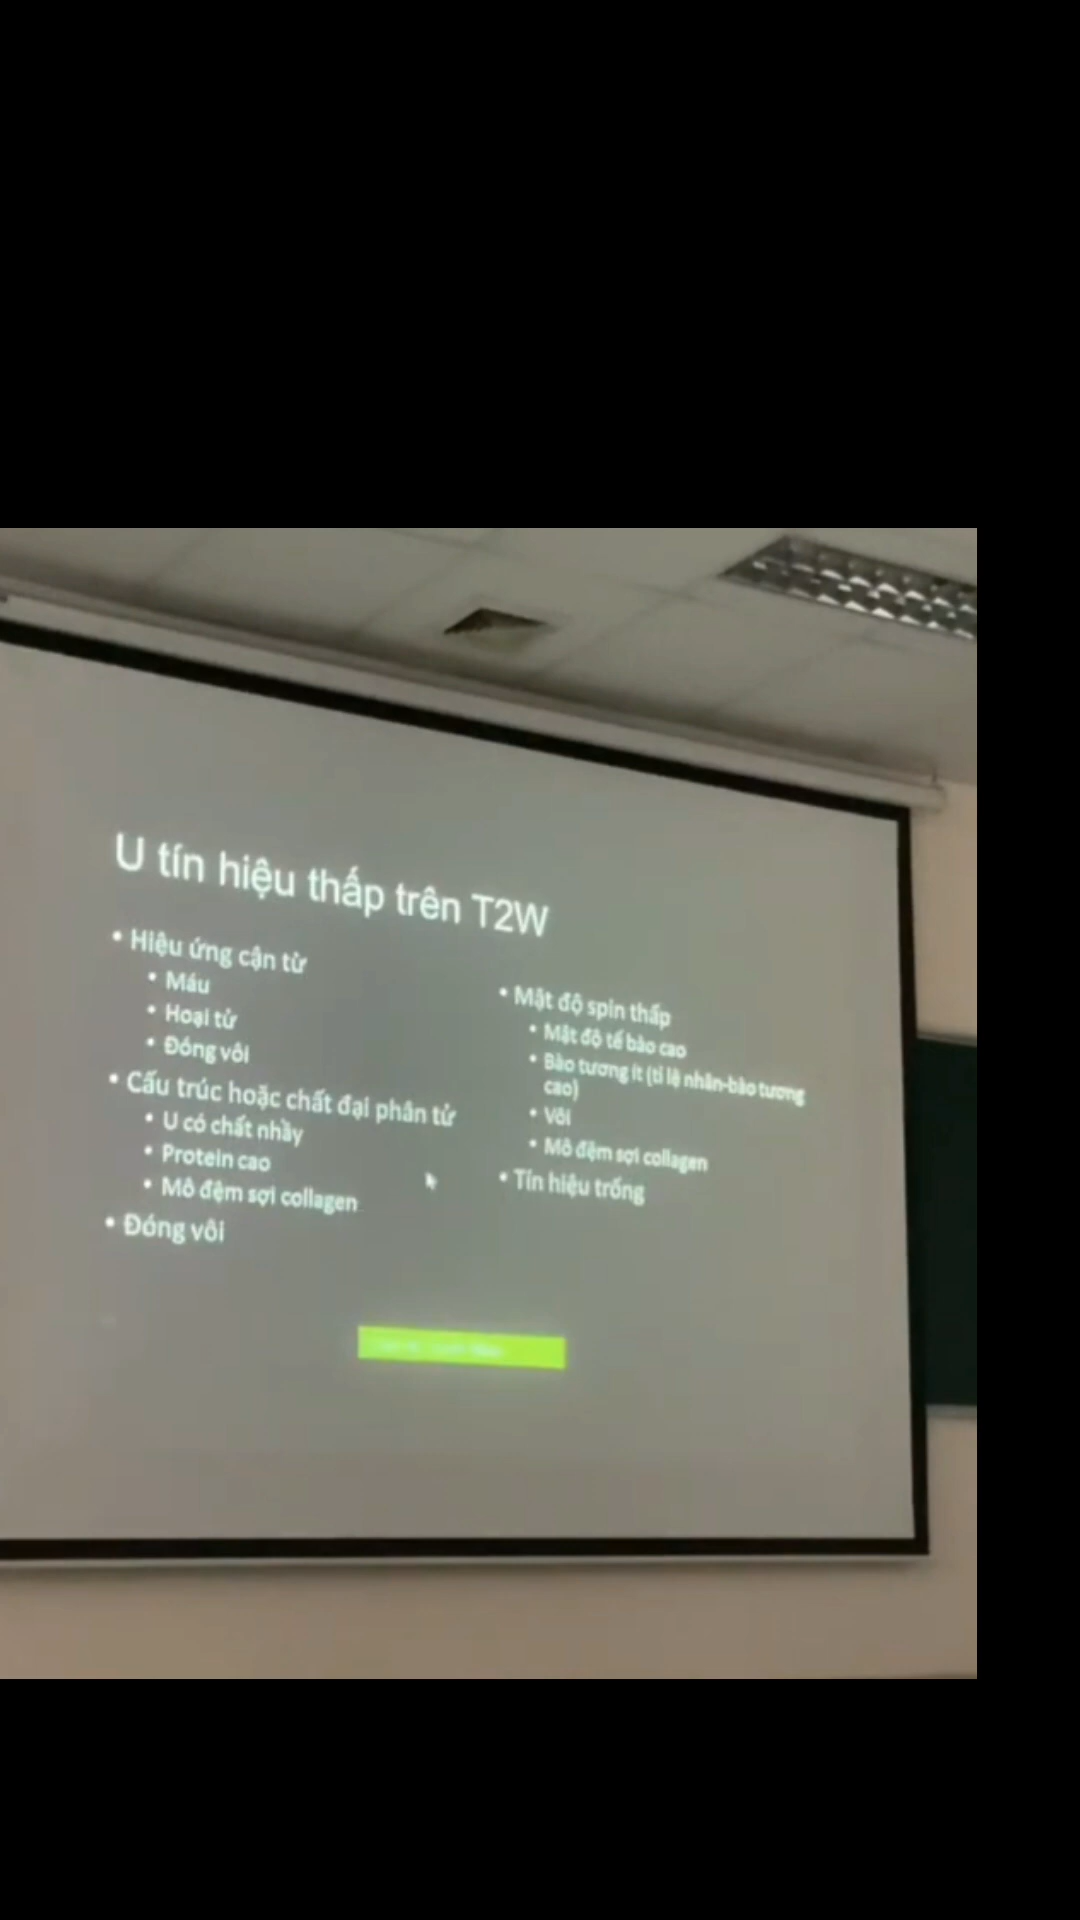 U tín hiệu thấp trên T2W
• Hiệu ứng cận từ
• Máu
• Hoại tử
• Đóng vôi
• Cấu trúc hoặc chất đại phân tử
• U có chất nhầy
• Protein cao
• Mô đệm sợi collagen
• Đóng vôi
• Mật độ spin thấp
• Mật độ tế bào cao
• Bào tương ít (tỉ lệ nhân-bào tương
cao)
• Vôi
• Mô đệm sợi collagen
• Tín hiệu trống